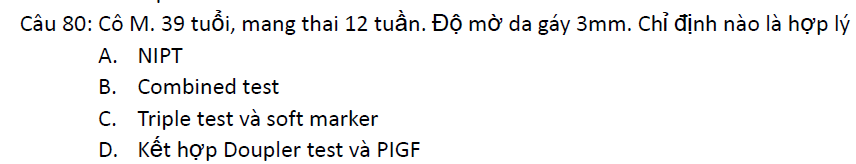 Câu 80: Cô M. 39 tuổi, mang thai 12 tuần. Độ mờ da gáy 3mm. Chỉ định nào là hợp lý
A. NIPT
B. Combined test
C. Triple test và soft marker
D. Kết hợp Doupler test và PIGF